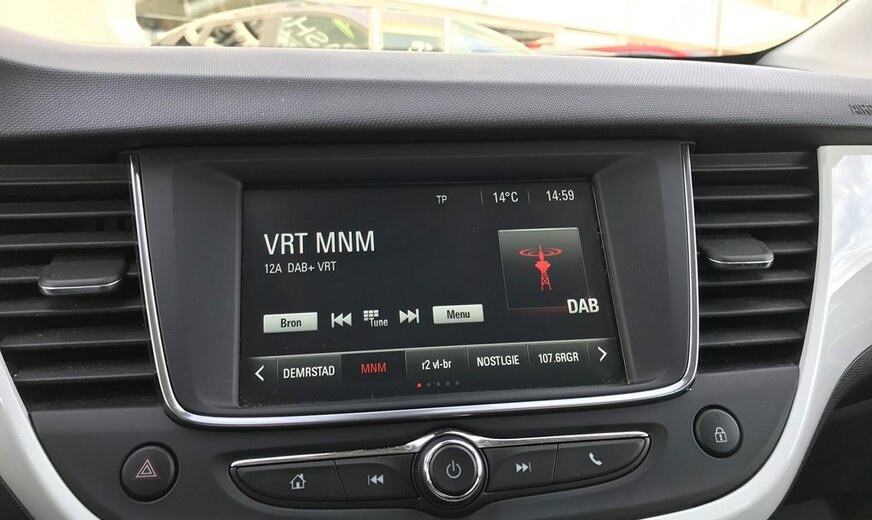 TP 14°C 14:59
VRT MNM
12A DAB+ VRT
DAB
Bron Tune Menu
DEMRSTAD MNM r2 vl-br NOSTLGIE 107.6RGR